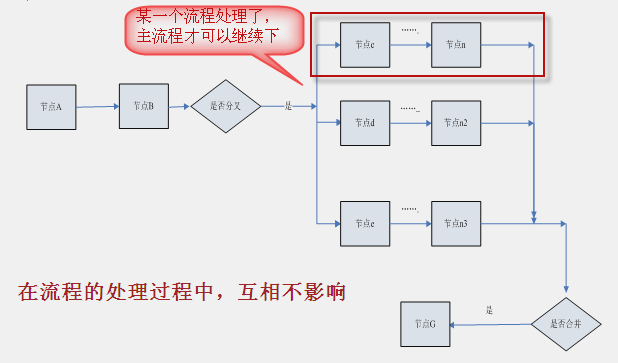 某一个流程处理了,
主流程才可以继续下
节点c
…….
节点n
节点A
节点B
是否分叉
是
节点d
……..
节点n2
节点e
…….
节点n3
在流程的处理过程中，互相不影响
节点G
是
是否合并